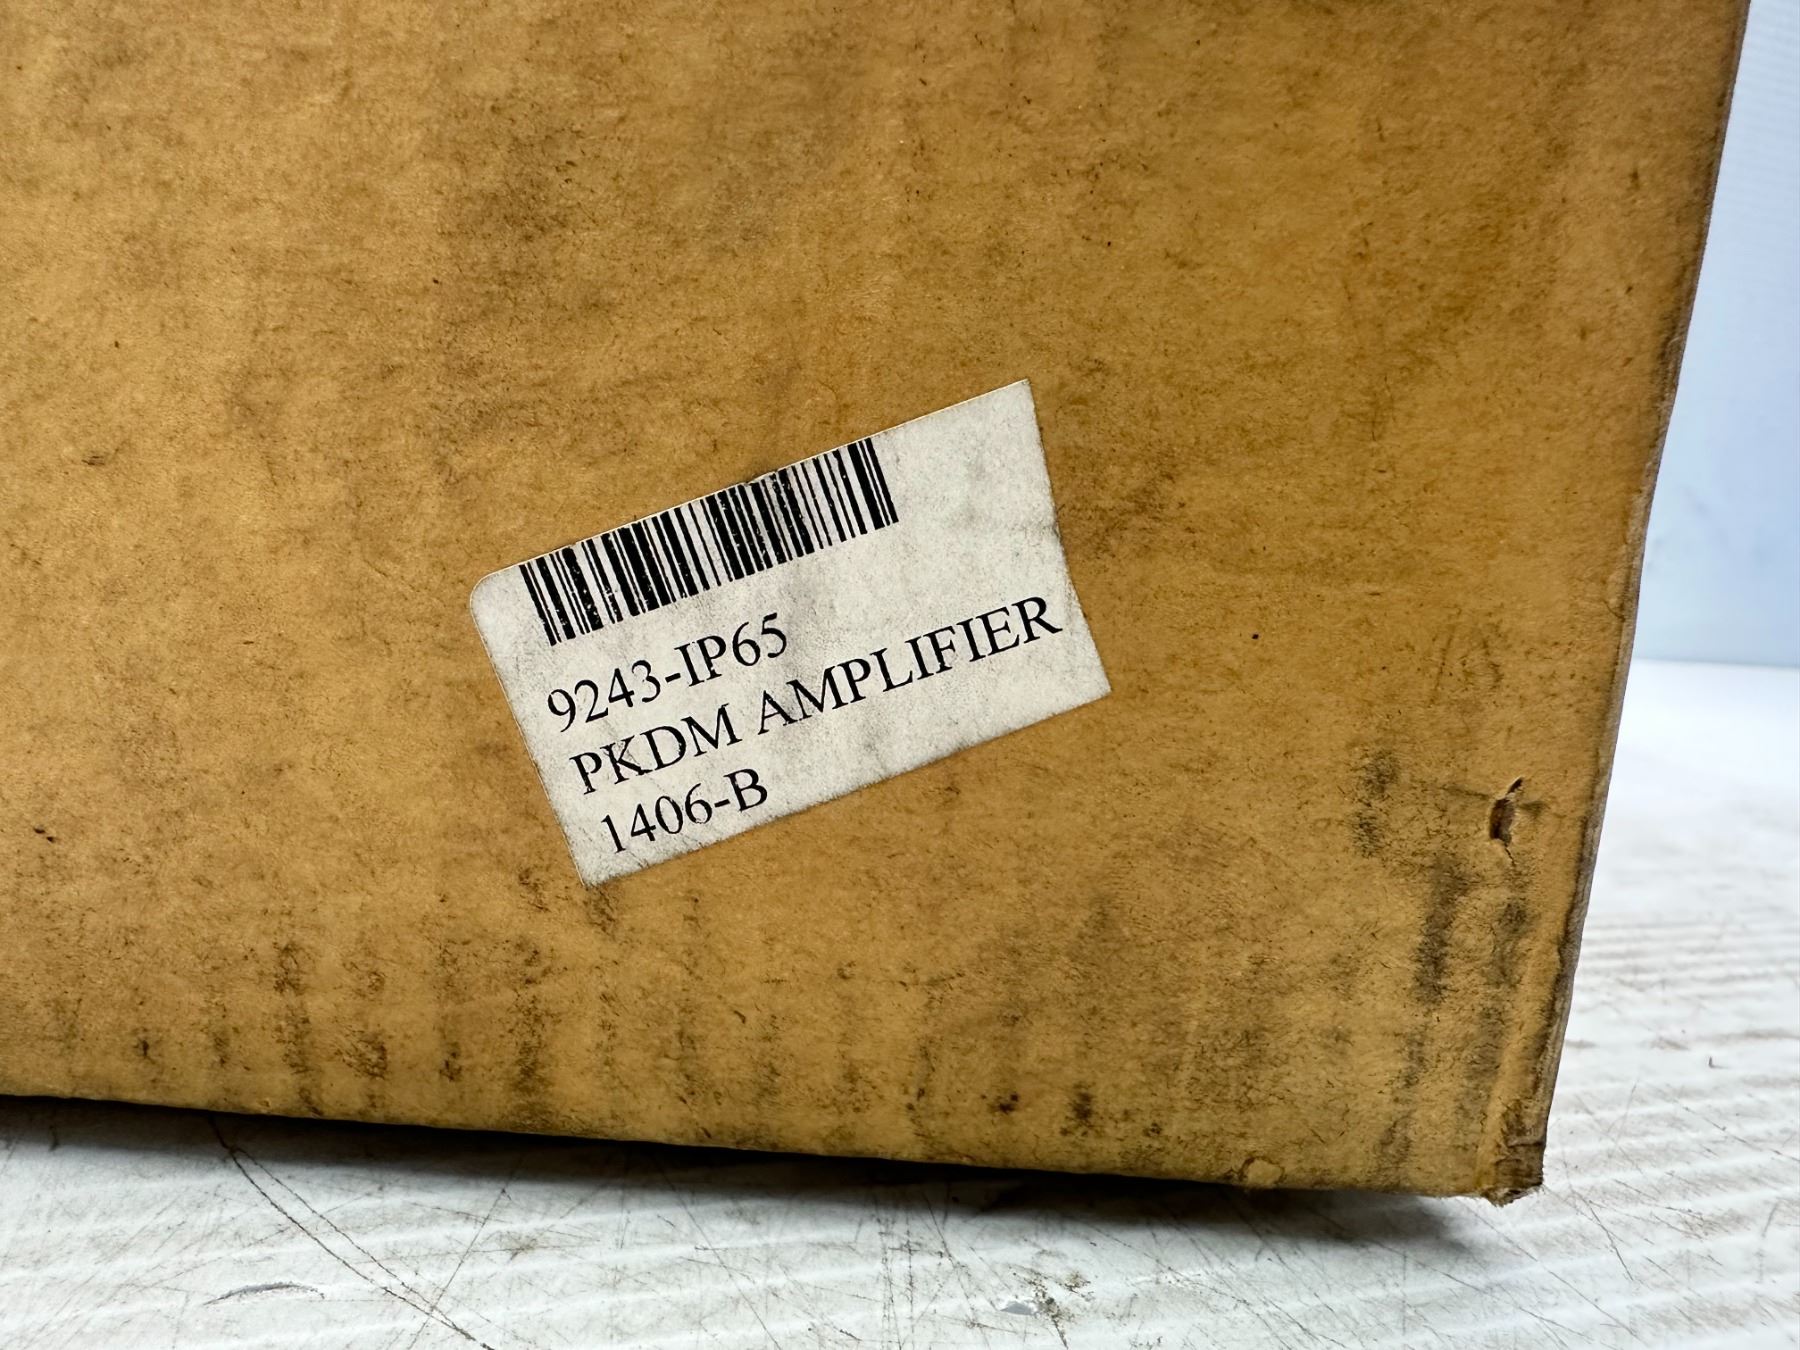 9243-IP65
PKDM AMPLIFIER
1406-B